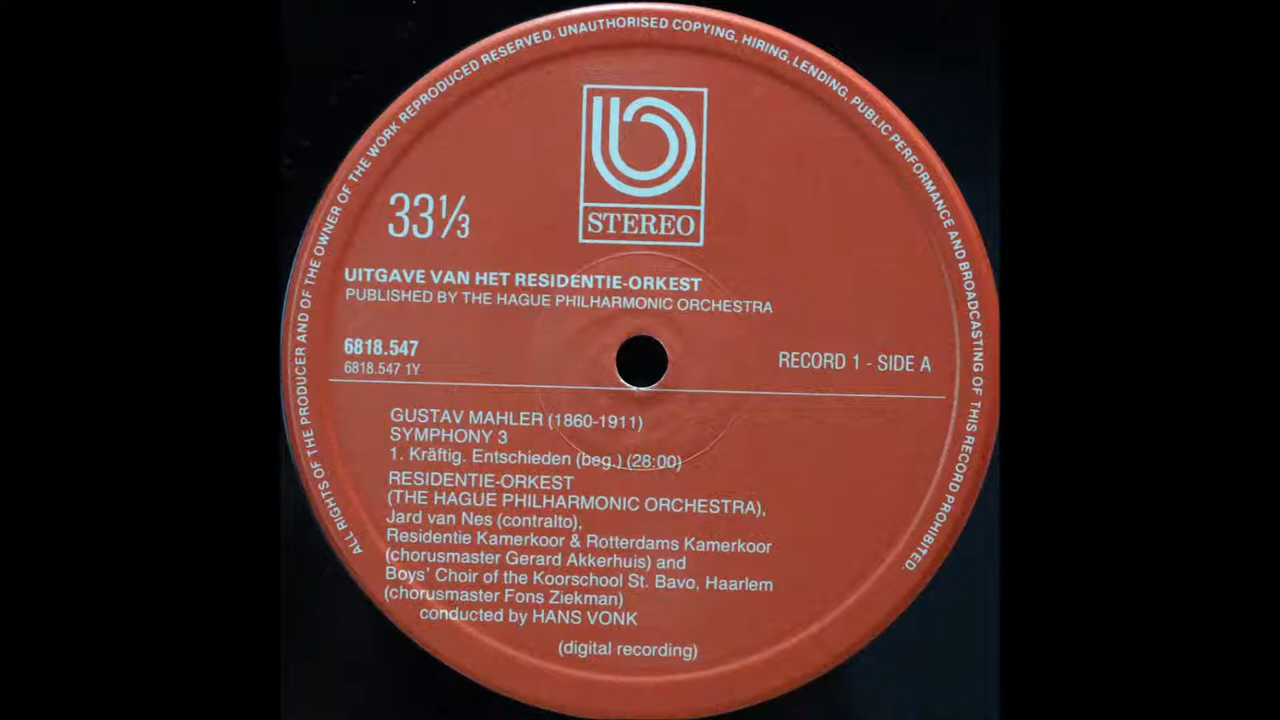 ALL RIGHTS OF THE PRODUCER AND OF THE OWNER OF THE WORK REPRODUCED RESERVED. UNAUTHORISED COPYING, HIRING, LENDING, PUBLIC PERFORMANCE AND BROADCASTING OF THIS RECORD PROHIBITED.
STEREO
33⅓
UITGAVE VAN HET RESIDENTIE-ORKEST
PUBLISHED BY THE HAGUE PHILHARMONIC ORCHESTRA
6818.547
6818.547 1Y
RECORD 1 - SIDE A
GUSTAV MAHLER (1860-1911)
SYMPHONY 3
1. Kräftig. Entschieden (beg.) (28:00)
RESIDENTIE-ORKEST
(THE HAGUE PHILHARMONIC ORCHESTRA),
Jard van Nes (contralto),
Residentie Kamerkoor & Rotterdams Kamerkoor
(chorusmaster Gerard Akkerhuis) and
Boys' Choir of the Koorschool St. Bavo, Haarlem
(chorusmaster Fons Ziekman)
conducted by HANS VONK
(digital recording)